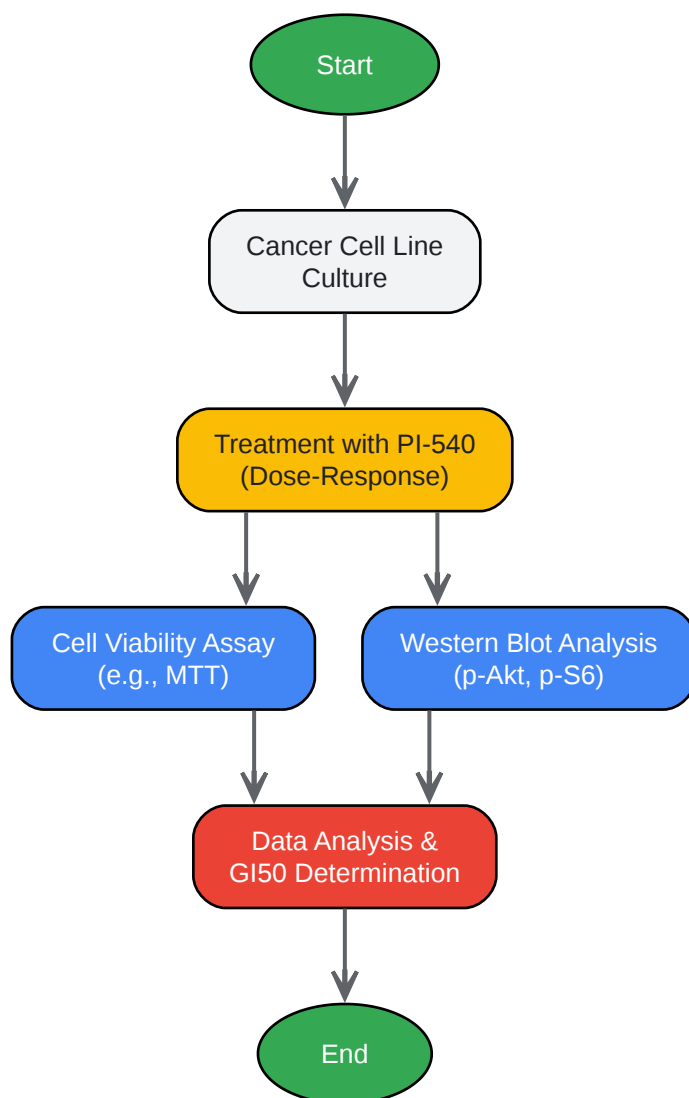 Start
Cancer Cell Line
Culture
Treatment with PI-540
(Dose-Response)
Cell Viability Assay
(e.g., MTT)
Western Blot Analysis
(p-Akt, p-S6)
Data Analysis &
GI50 Determination
End